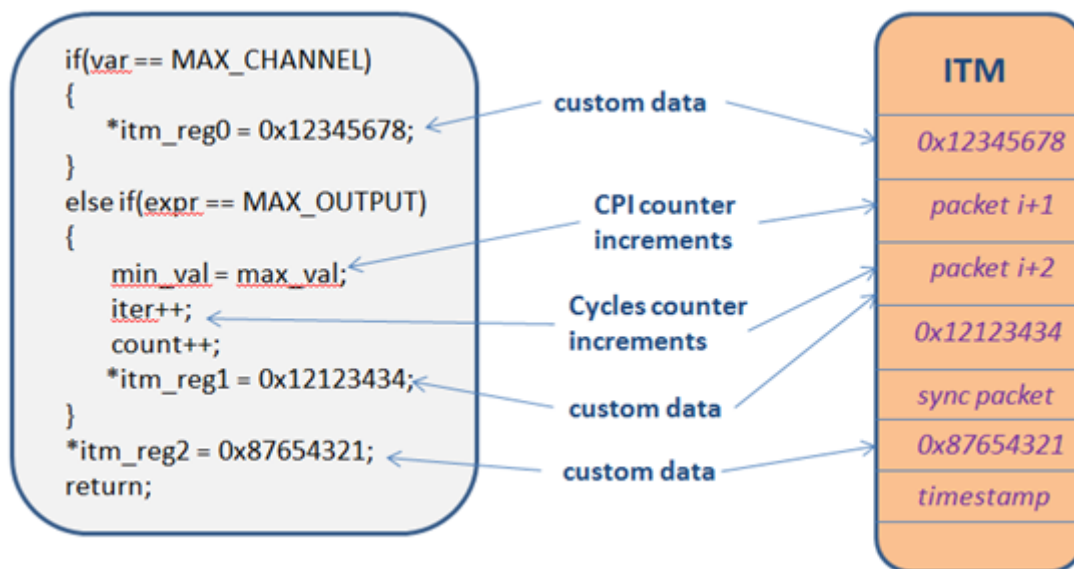 if(var == MAX_CHANNEL)
{
*itm_reg0 = 0x12345678;
}
else if(expr == MAX_OUTPUT)
{
min_val = max_val;
iter++;
count++;
*itm_reg1 = 0x12123434;
}
*itm_reg2 = 0x87654321;
return;
custom data
CPI counter
increments
Cycles counter
increments
custom data
custom data
ITM
0x12345678
packet i+1
packet i+2
0x12123434
sync packet
0x87654321
timestamp